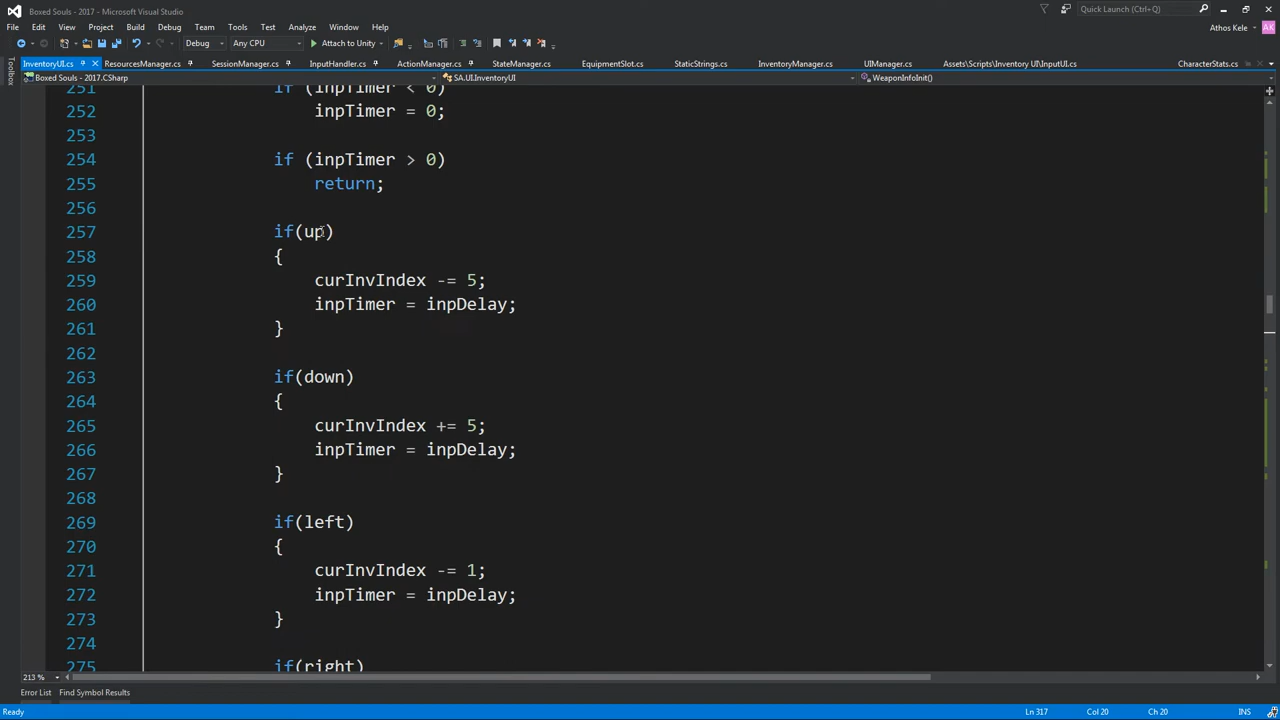 Boxed Souls - 2017 - Microsoft Visual Studio
Quick Launch (Ctrl+Q)
File Edit View Project Build Debug Team Tools Test Analyze Window Help
Athos Kele AK
Debug Any CPU Attach to Unity
Toolbox
InventoryUI.cs ResourcesManager.cs SessionManager.cs InputHandler.cs ActionManager.cs StateManager.cs EquipmentSlot.cs StaticStrings.cs InventoryManager.cs UIManager.cs Assets\Scripts\Inventory UI\InputUI.cs CharacterStats.cs
Boxed Souls - 2017.CSharp SA.UI.InventoryUI WeaponInfoInit()
251 if (inpTimer < 0)
252 inpTimer = 0;
253
254 if (inpTimer > 0)
255 return;
256
257 if(up)
258 {
259 curInvIndex -= 5;
260 inpTimer = inpDelay;
261 }
262
263 if(down)
264 {
265 curInvIndex += 5;
266 inpTimer = inpDelay;
267 }
268
269 if(left)
270 {
271 curInvIndex -= 1;
272 inpTimer = inpDelay;
273 }
274
275 if(right)
213 %
Error List Find Symbol Results
Ready Ln 317 Col 20 Ch 20 INS